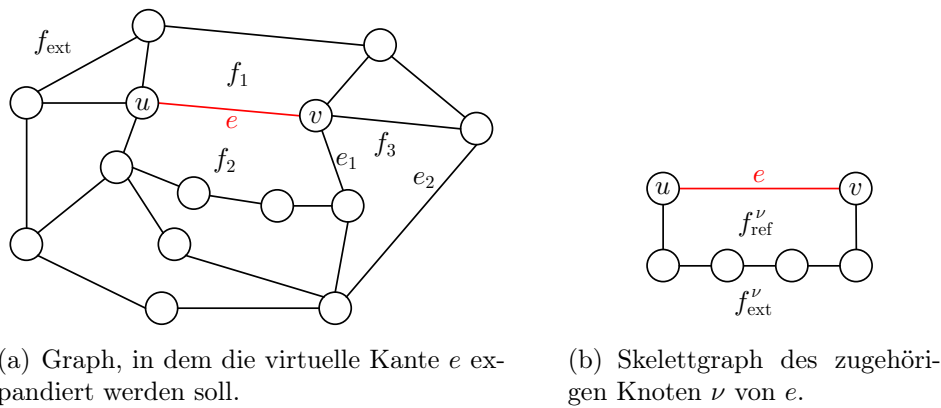 f_ext
f_1
u
e
v
f_2
e_1
f_3
e_2
u
e
v
f^ν_ref
f^ν_ext
(a) Graph, in dem die virtuelle Kante e ex-
pandiert werden soll.
(b) Skelettgraph des zugehöri-
gen Knoten ν von e.